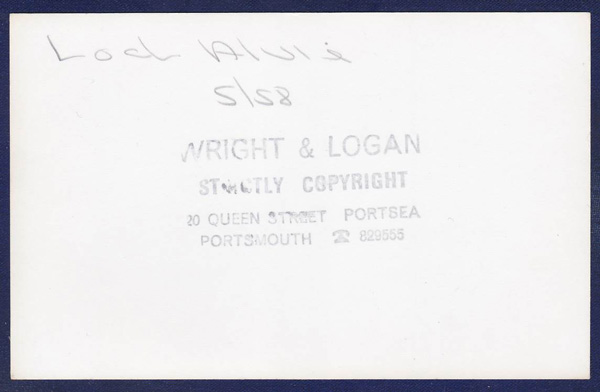 Loch Alvie
5/58
WRIGHT & LOGAN
STRICTLY COPYRIGHT
20 QUEEN STREET PORTSEA
PORTSMOUTH ☎ 829555